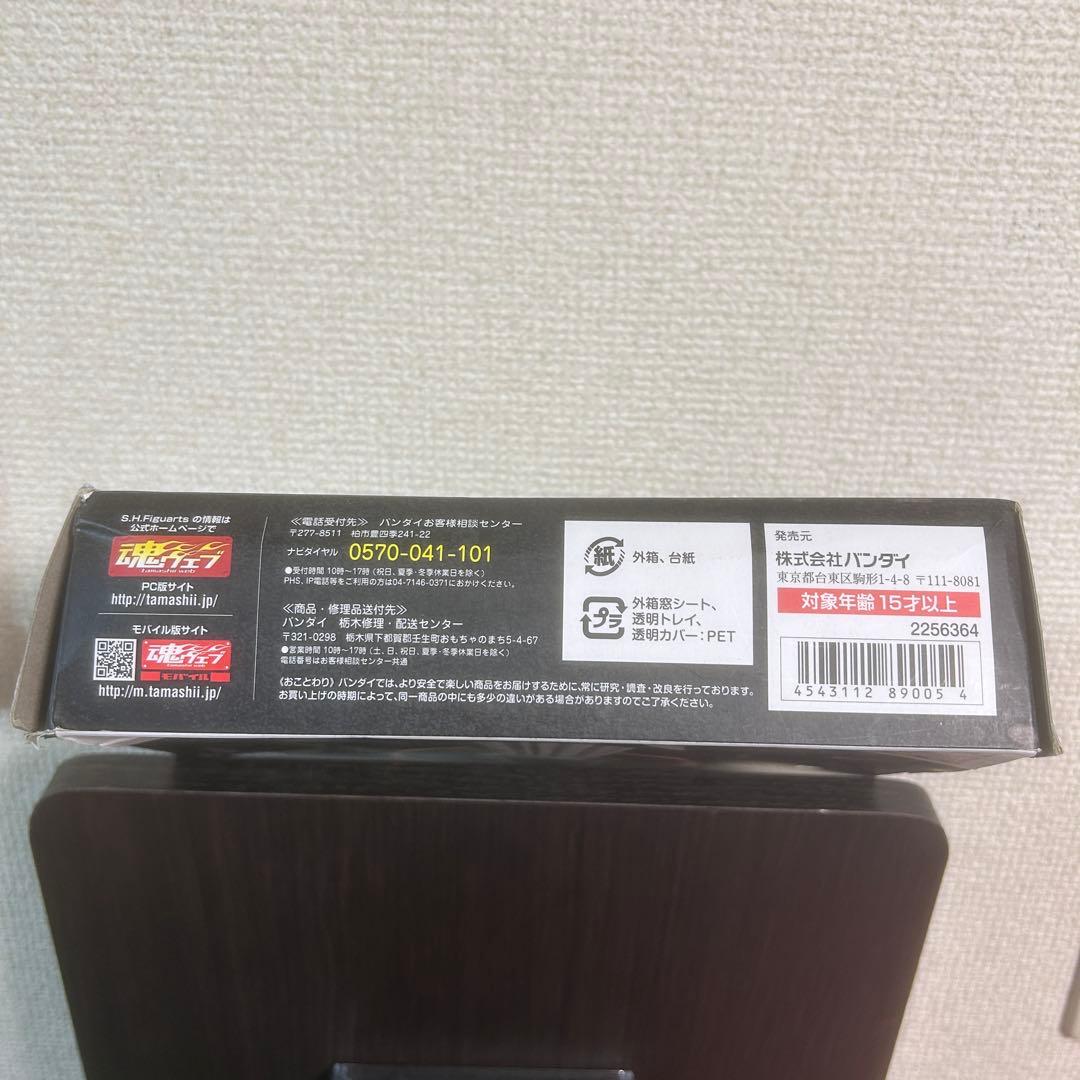 S.H.Figuarts の情報は
公式ホームページで
魂ウェブ
tamashii web
PC版サイト
http://tamashii.jp/
モバイル版サイト
魂ウェブ
tamashii web
モバイル
http://m.tamashii.jp/
≪電話受付先≫ バンダイお客様相談センター
〒277-8511 柏市豊四季241-22
ナビダイヤル 0570-041-101
●受付時間 10時〜17時(祝日、夏季・冬季休業日を除く)
PHS、IP電話等をご利用の方は04-7146-0371におかけください。
≪商品・修理品送付先≫
バンダイ 栃木修理・配送センター
〒321-0298 栃木県下都賀郡壬生町おもちゃのまち5-4-67
●営業時間 10時〜17時(土、日、祝日、夏季・冬季休業日を除く)
電話番号はお客様相談センター共通
《おことわり》バンダイでは、より安全で楽しい商品をお届けするために、常に研究・調査・改良を行っております。
お買い上げの時期によって、同一商品の中にも多少の違いがある場合がありますのでご了承ください。
紙
外箱、台紙
プラ
外箱窓シート、
透明トレイ、
透明カバー:PET
発売元
株式会社バンダイ
東京都台東区駒形1-4-8 〒111-8081
対象年齢 15才以上
2256364
4543112 89005 4